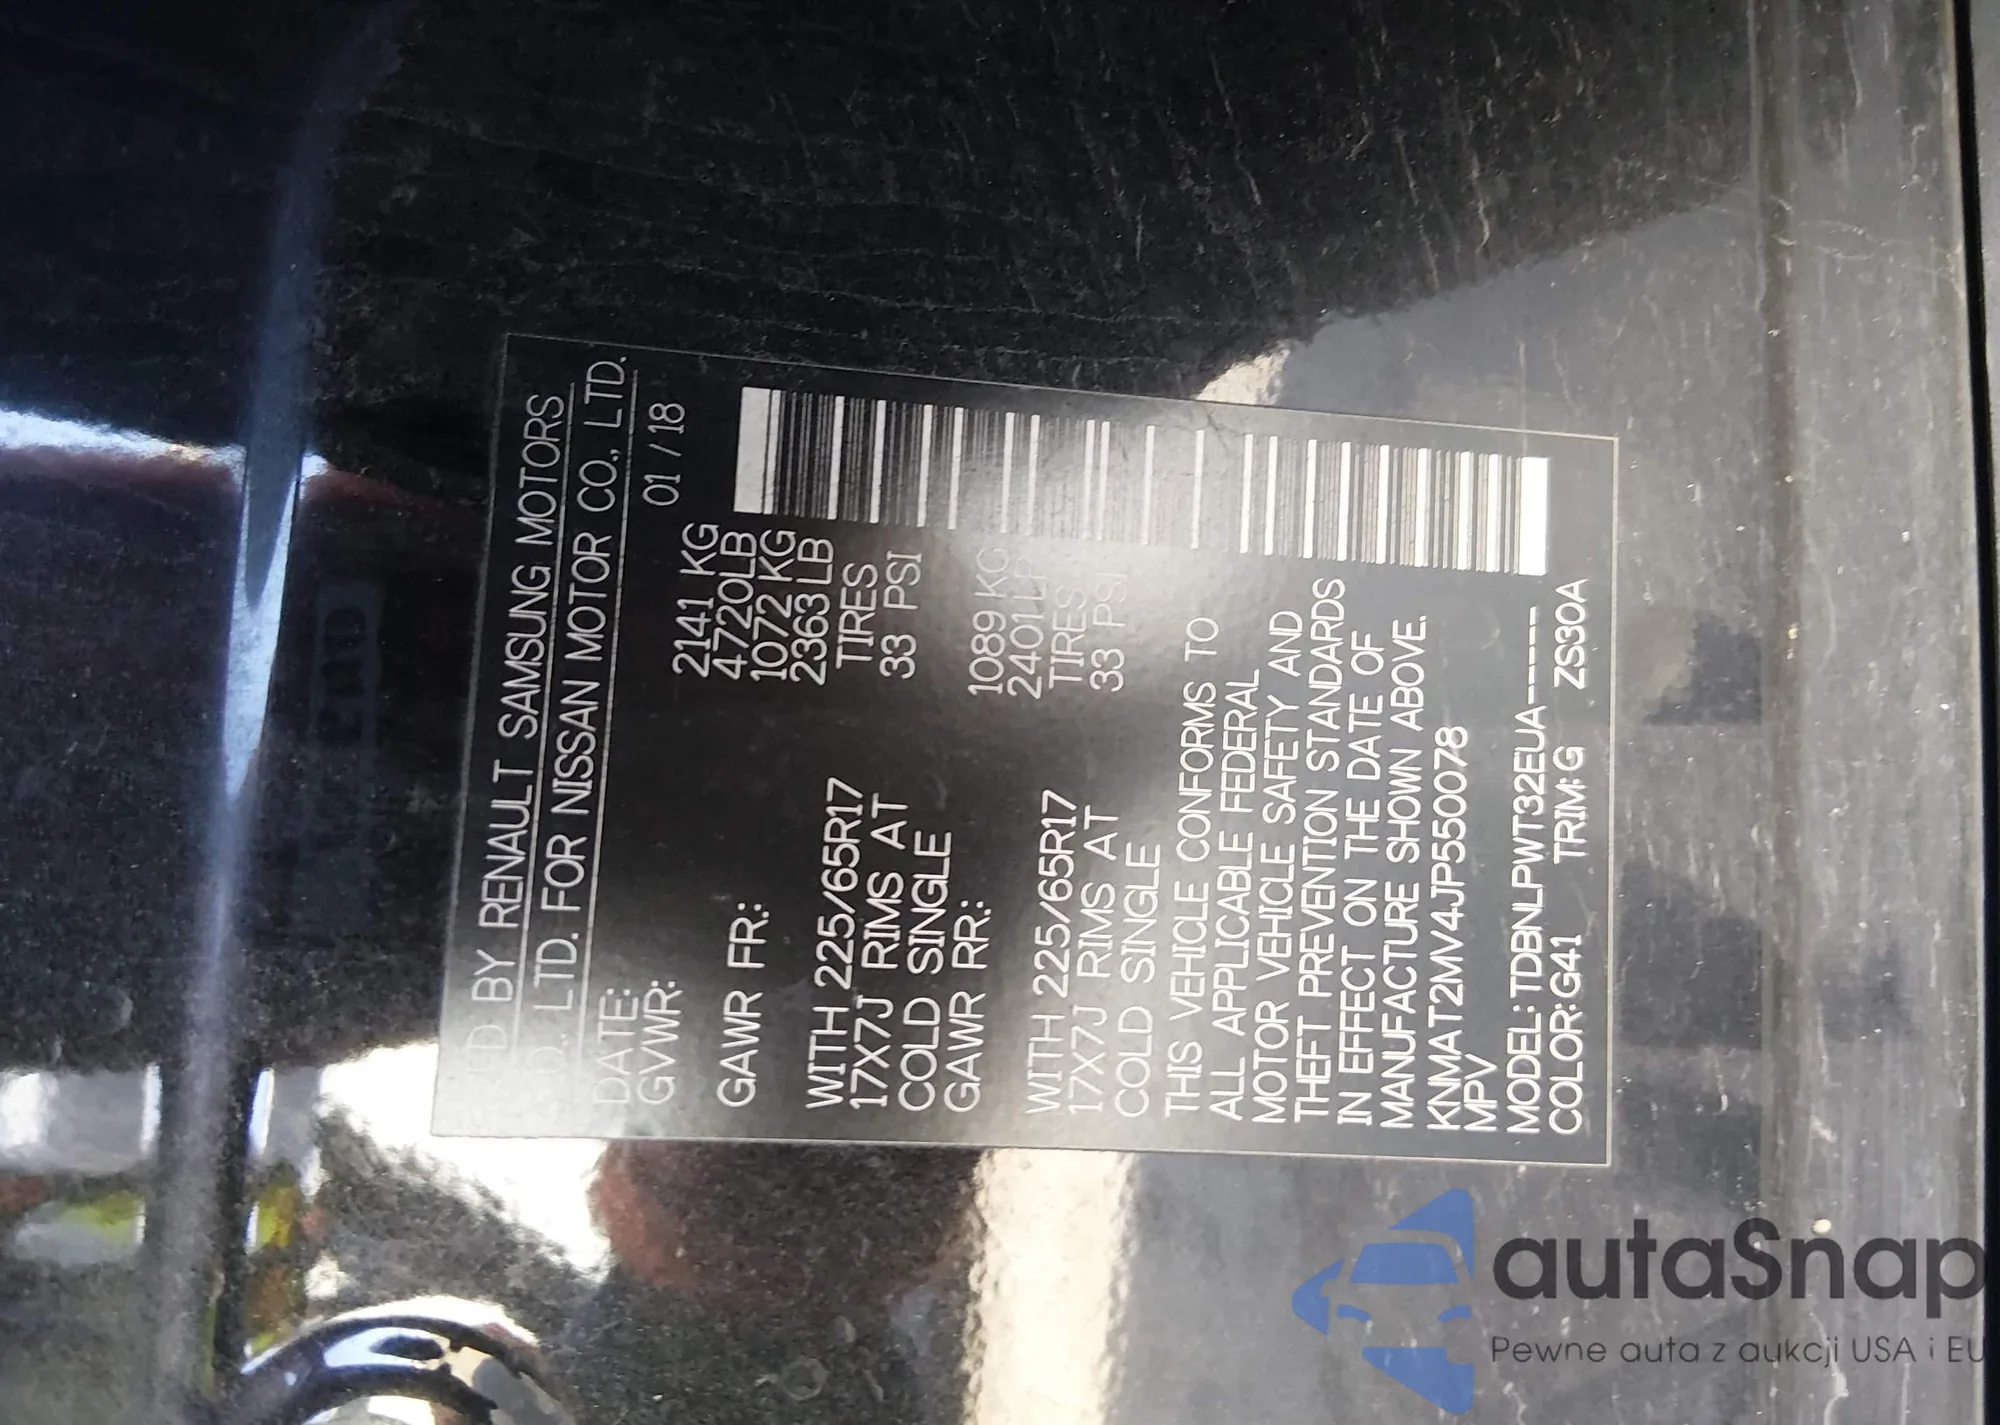 BY RENAULT SAMSUNG MOTORS
LTD. FOR NISSAN MOTOR CO., LTD.
DATE: 01 / 18
GVWR: 2141 KG
4720LB
GAWR FR.: 1072 KG
2363LB
WITH 225/65R17 TIRES
17X7J RIMS AT 33 PSI
COLD SINGLE
GAWR RR.: 1089 KG
2401LB
WITH 225/65R17 TIRES
17X7J RIMS AT 33 PSI
COLD SINGLE
THIS VEHICLE CONFORMS TO
ALL APPLICABLE FEDERAL
MOTOR VEHICLE SAFETY AND
THEFT PREVENTION STANDARDS
IN EFFECT ON THE DATE OF
MANUFACTURE SHOWN ABOVE.
KNMAT2MV4JP550078
MPV
MODEL: TDBNLPWT32EUA-----
COLOR: G41 TRIM: G ZS30A
autaSnap
Pewne auta z aukcji USA i EU